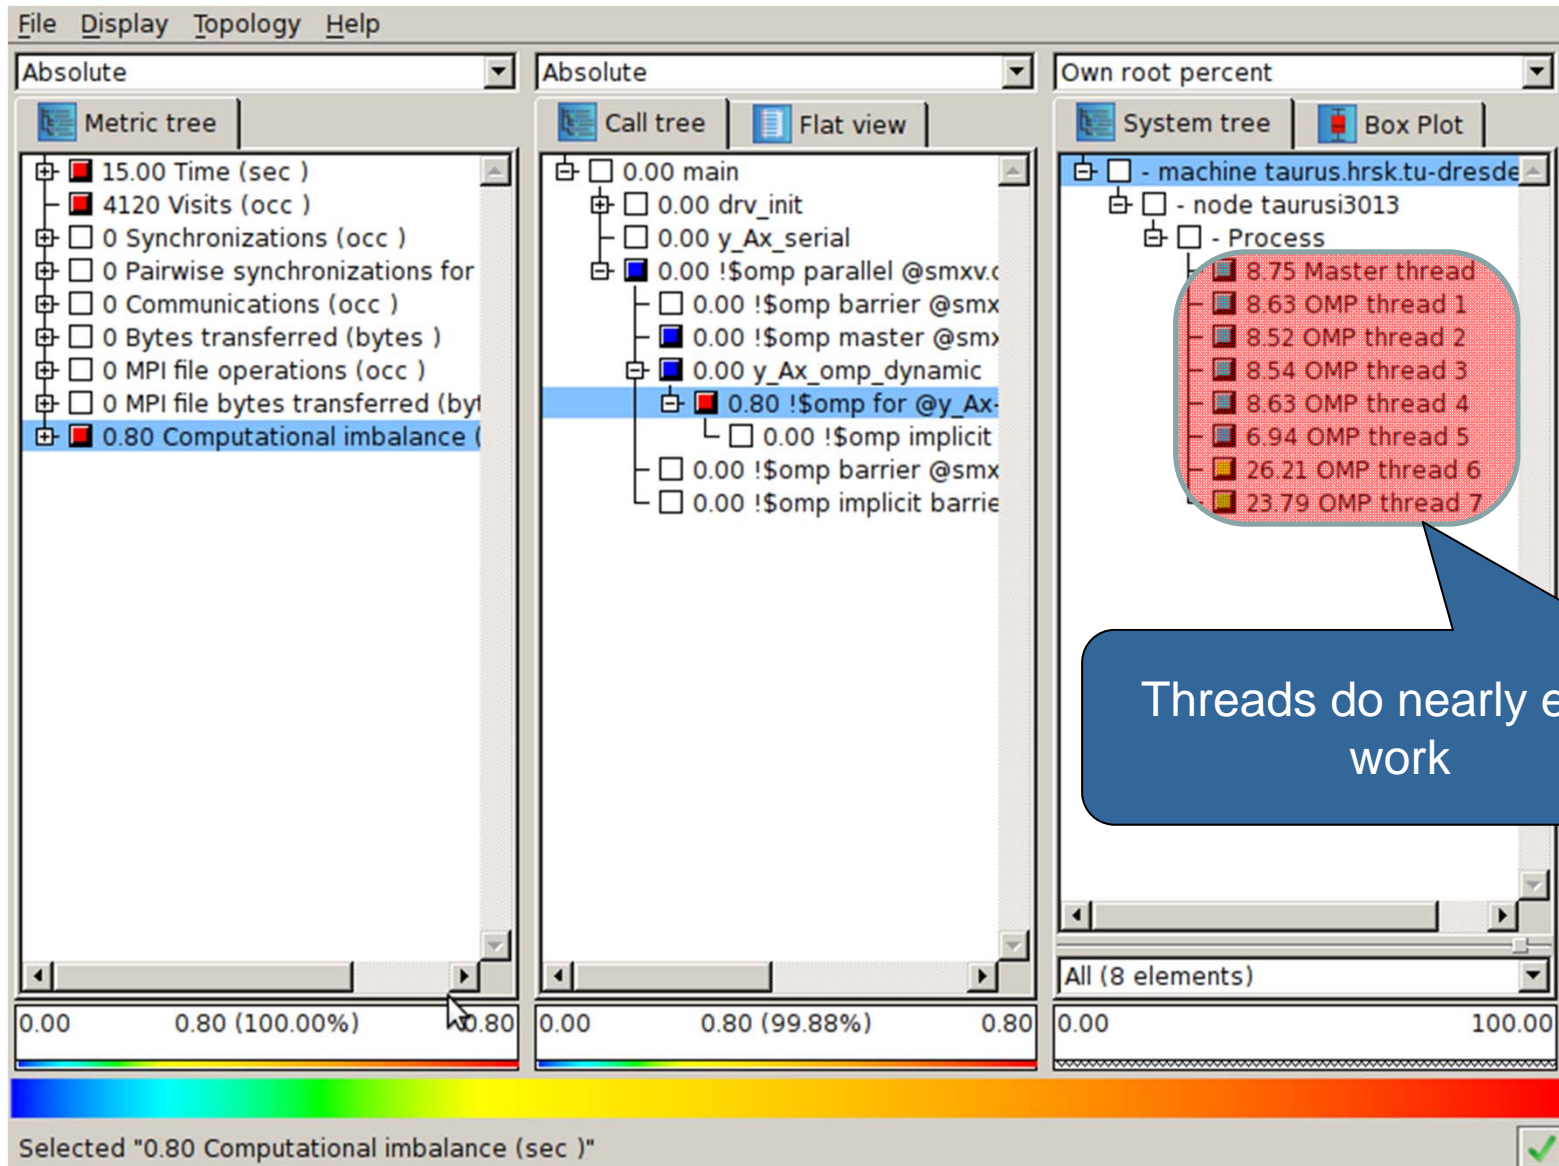 File Display Topology Help
Absolute
Metric tree
15.00 Time (sec )
4120 Visits (occ )
0 Synchronizations (occ )
0 Pairwise synchronizations for
0 Communications (occ )
0 Bytes transferred (bytes )
0 MPI file operations (occ )
0 MPI file bytes transferred (byt
0.80 Computational imbalance (
0.00 0.80 (100.00%) 0.80
Absolute
Call tree Flat view
0.00 main
0.00 drv_init
0.00 y_Ax_serial
0.00 !$omp parallel @smxv.c
0.00 !$omp barrier @smx
0.00 !$omp master @smx
0.00 y_Ax_omp_dynamic
0.80 !$omp for @y_Ax-
0.00 !$omp implicit
0.00 !$omp barrier @smx
0.00 !$omp implicit barrie
0.00 0.80 (99.88%) 0.80
Own root percent
System tree Box Plot
- machine taurus.hrsk.tu-dresde
- node taurusi3013
- Process
8.75 Master thread
8.63 OMP thread 1
8.52 OMP thread 2
8.54 OMP thread 3
8.63 OMP thread 4
6.94 OMP thread 5
26.21 OMP thread 6
23.79 OMP thread 7
Threads do nearly e
work
All (8 elements)
0.00 100.00
Selected "0.80 Computational imbalance (sec )"